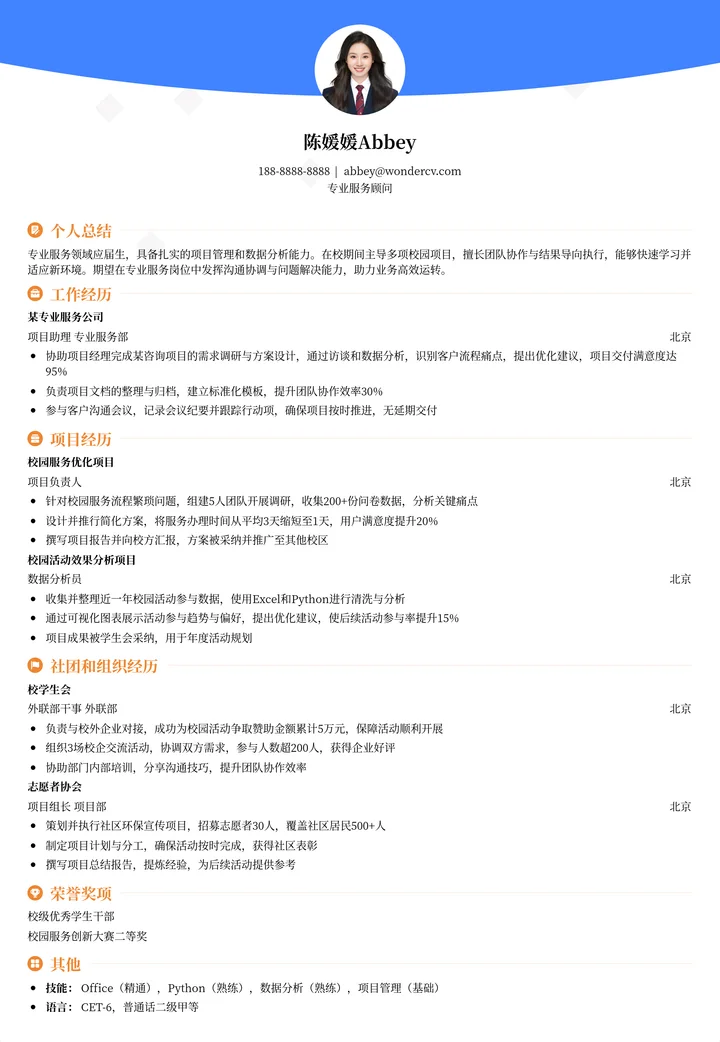 陈媛媛Abbey
188-8888-8888 | abbey@wondercv.com
专业服务顾问
个人总结
专业服务领域应届生，具备扎实的项目管理和数据分析能力。在校期间主导多项校园项目，擅长团队协作与结果导向执行，能够快速学习并
适应新环境。期望在专业服务岗位中发挥沟通协调与问题解决能力，助力业务高效运转。
工作经历
某专业服务公司
项目助理 专业服务部 北京
• 协助项目经理完成某咨询项目的需求调研与方案设计，通过访谈和数据分析，识别客户流程痛点，提出优化建议，项目交付满意度达
95%
• 负责项目文档的整理与归档，建立标准化模板，提升团队协作效率30%
• 参与客户沟通会议，记录会议纪要并跟踪行动项，确保项目按时推进，无延期交付
项目经历
校园服务优化项目
项目负责人 北京
• 针对校园服务流程繁琐问题，组建5人团队开展调研，收集200+份问卷数据，分析关键痛点
• 设计并推行简化方案，将服务办理时间从平均3天缩短至1天，用户满意度提升20%
• 撰写项目报告并向校方汇报，方案被采纳并推广至其他校区
校园活动效果分析项目
数据分析员 北京
• 收集并整理近一年校园活动参与数据，使用Excel和Python进行清洗与分析
• 通过可视化图表展示活动参与趋势与偏好，提出优化建议，使后续活动参与率提升15%
• 项目成果被学生会采纳，用于年度活动规划
社团和组织经历
校学生会
外联部干事 外联部 北京
• 负责与校外企业对接，成功为校园活动争取赞助金额累计5万元，保障活动顺利开展
• 组织3场校企交流活动，协调双方需求，参与人数超200人，获得企业好评
• 协助部门内部培训，分享沟通技巧，提升团队协作效率
志愿者协会
项目组长 项目部 北京
• 策划并执行社区环保宣传项目，招募志愿者30人，覆盖社区居民500+人
• 制定项目计划与分工，确保活动按时完成，获得社区表彰
• 撰写项目总结报告，提炼经验，为后续活动提供参考
荣誉奖项
校级优秀学生干部
校园服务创新大赛二等奖
其他
• 技能： Office（精通）, Python（熟练）, 数据分析（熟练）, 项目管理（基础）
• 语言： CET-6，普通话二级甲等